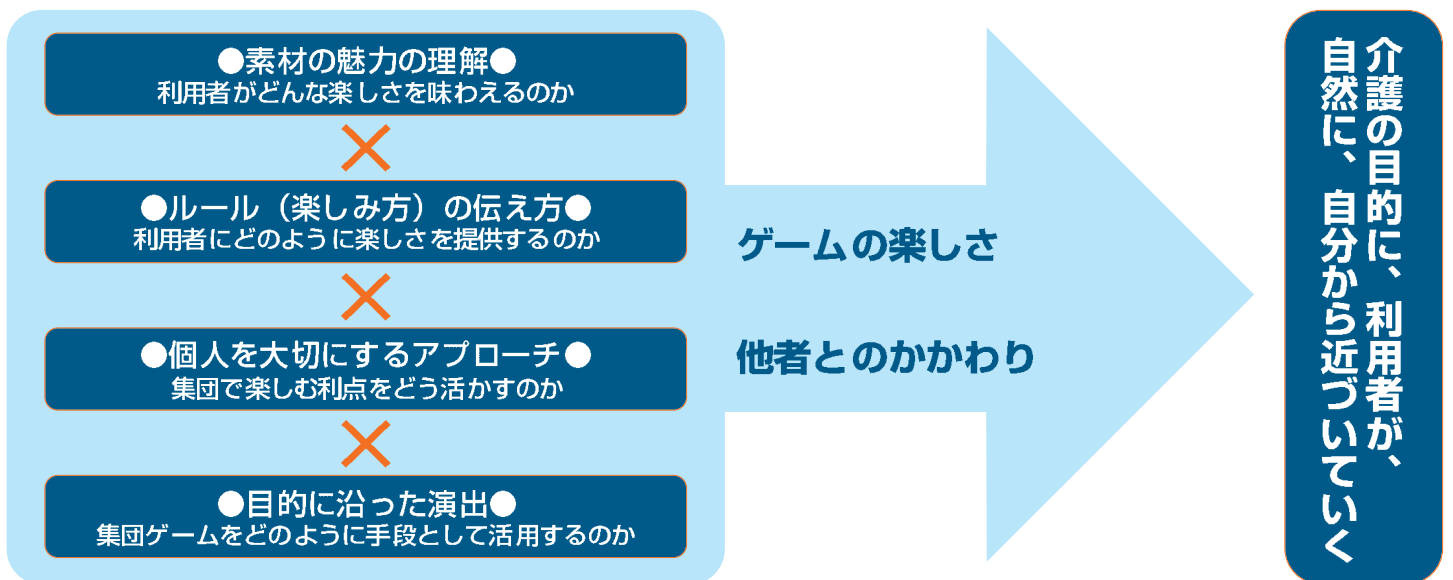 ●素材の魅力の理解●
利用者がどんな楽しさを味わえるのか
×
●ルール（楽しみ方）の伝え方●
利用者にどのように楽しさを提供するのか
×
●個人を大切にするアプローチ●
集団で楽しむ利点をどう活かすのか
×
●目的に沿った演出●
集団ゲームをどのように手段として活用するのか
ゲームの楽しさ
他者とのかかわり
介護の目的に、利用者が、
自然に、自分から近づいていく